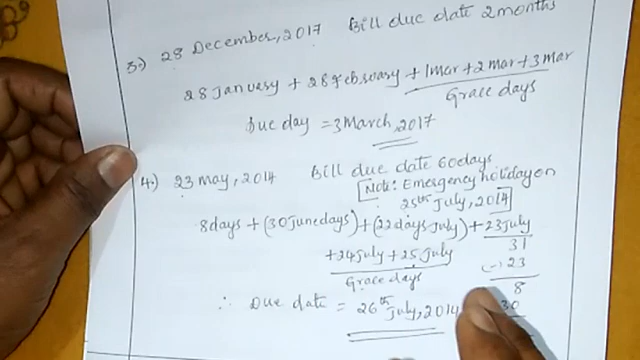 3.) 28 December, 2017 Bill due date 2 months
28 January + 28 February + 1 Mar + 2 Mar + 3 Mar
Grace days
Due day = 3 March, 2017
4.) 23 May, 2014 Bill due date 60 days
Note: Emergency holiday on
25th July, 2014
8 days + (30 June days) + (22 days July) + 23 July
+ 24 July + 25 July
Grace days
31
(-) 23
8
30
∴ Due date = 26th July, 2014